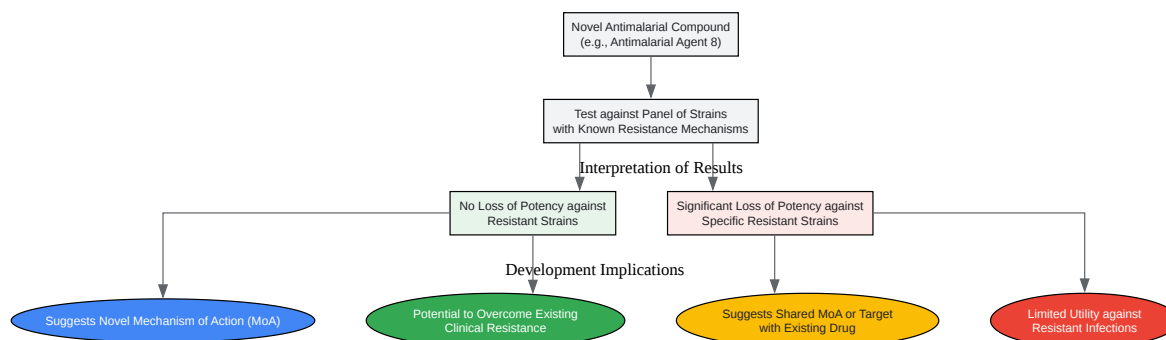 Novel Antimalarial Compound
(e.g., Antimalarial Agent 8)
Test against Panel of Strains
with Known Resistance Mechanisms
Interpretation of Results
No Loss of Potency against
Resistant Strains
Significant Loss of Potency against
Specific Resistant Strains
Development Implications
Suggests Novel Mechanism of Action (MoA)
Potential to Overcome Existing
Clinical Resistance
Suggests Shared MoA or Target
with Existing Drug
Limited Utility against
Resistant Infections